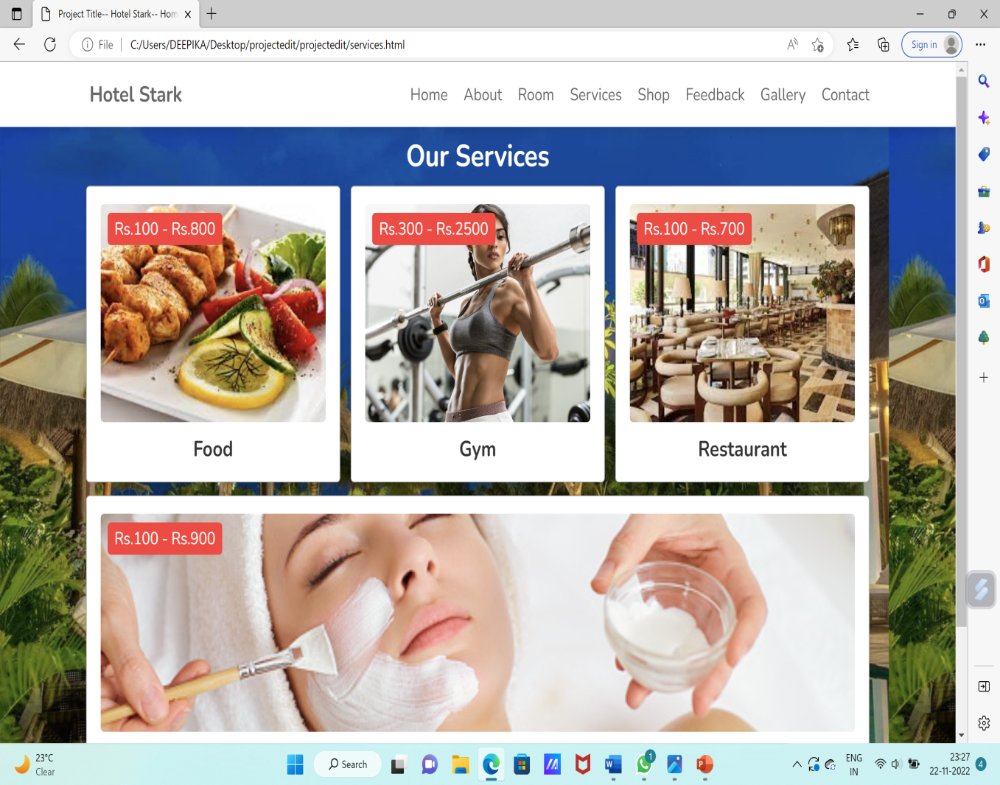 Project Title-- Hotel Stark-- Hom
File
C:/Users/DEEPIKA/Desktop/projectedit/projectedit/services.html
Sign in
Hotel Stark
Home About Room Services Shop Feedback Gallery Contact
Our Services
Rs.100 - Rs.800
Rs.300 - Rs.2500
Rs.100 - Rs.700
Food
Gym
Restaurant
Rs.100 - Rs.900
23°C
Clear
Search
1
ENG
IN
23:27
22-11-2022
4